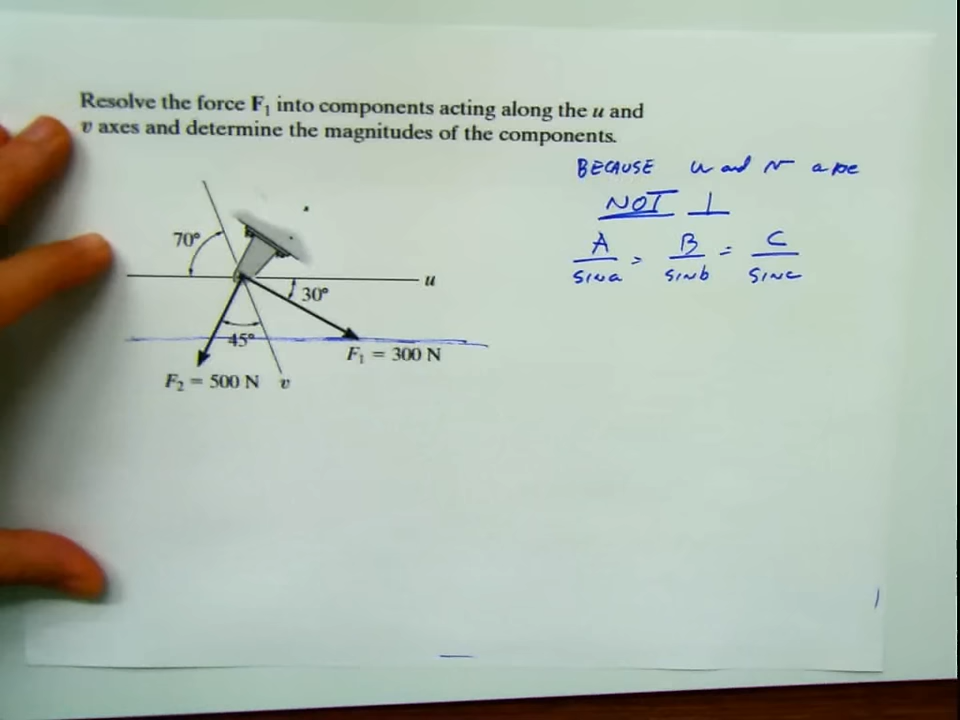 Resolve the force F₁ into components acting along the u and
v axes and determine the magnitudes of the components.
BECAUSE u and v are
NOT ⊥
A/sina = B/sinb = C/sinc
70°
u
30°
45°
F₁ = 300 N
F₂ = 500 N v